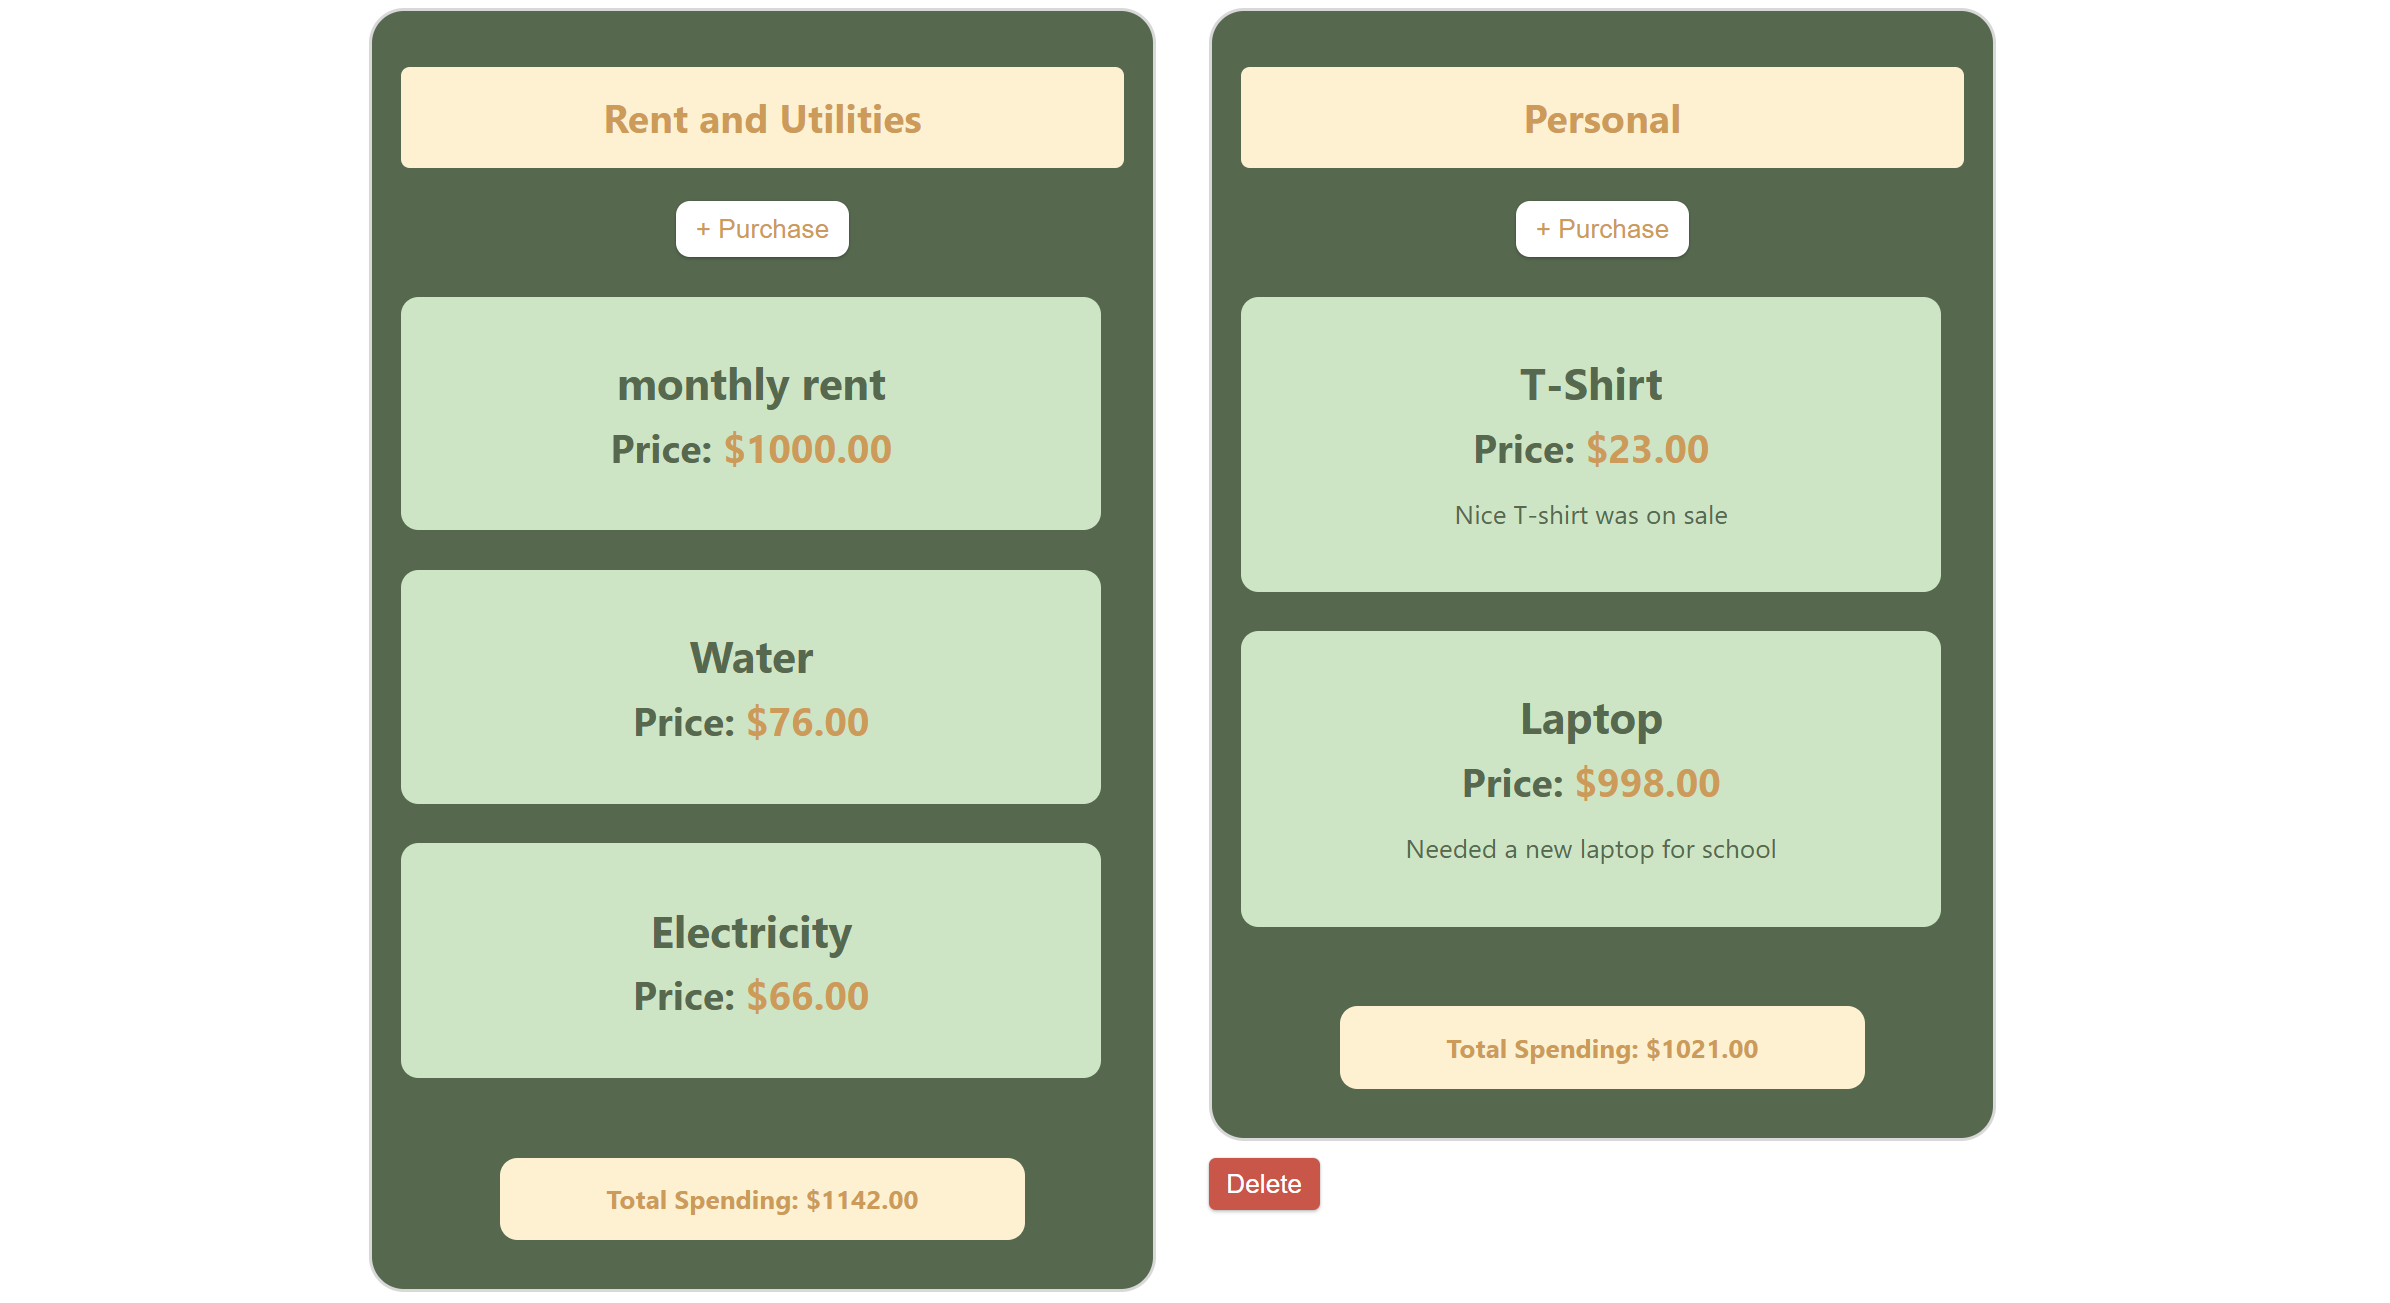 Rent and Utilities
+ Purchase
monthly rent
Price: $1000.00
Water
Price: $76.00
Electricity
Price: $66.00
Total Spending: $1142.00
Personal
+ Purchase
T-Shirt
Price: $23.00
Nice T-shirt was on sale
Laptop
Price: $998.00
Needed a new laptop for school
Total Spending: $1021.00
Delete